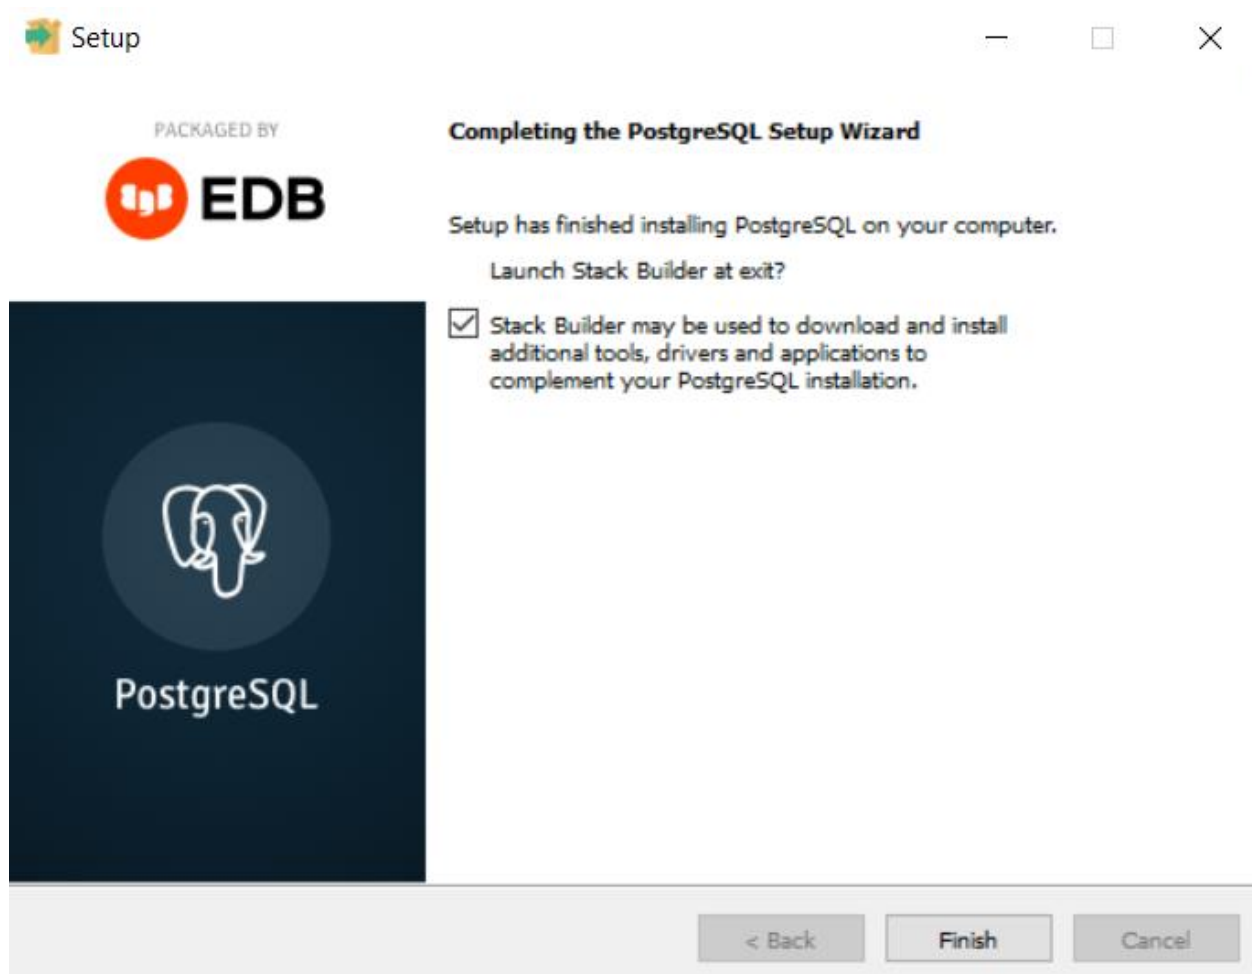 Setup
PACKAGED BY
EDB
PostgreSQL
Completing the PostgreSQL Setup Wizard
Setup has finished installing PostgreSQL on your computer.
Launch Stack Builder at exit?
Stack Builder may be used to download and install
additional tools, drivers and applications to
complement your PostgreSQL installation.
< Back
Finish
Cancel